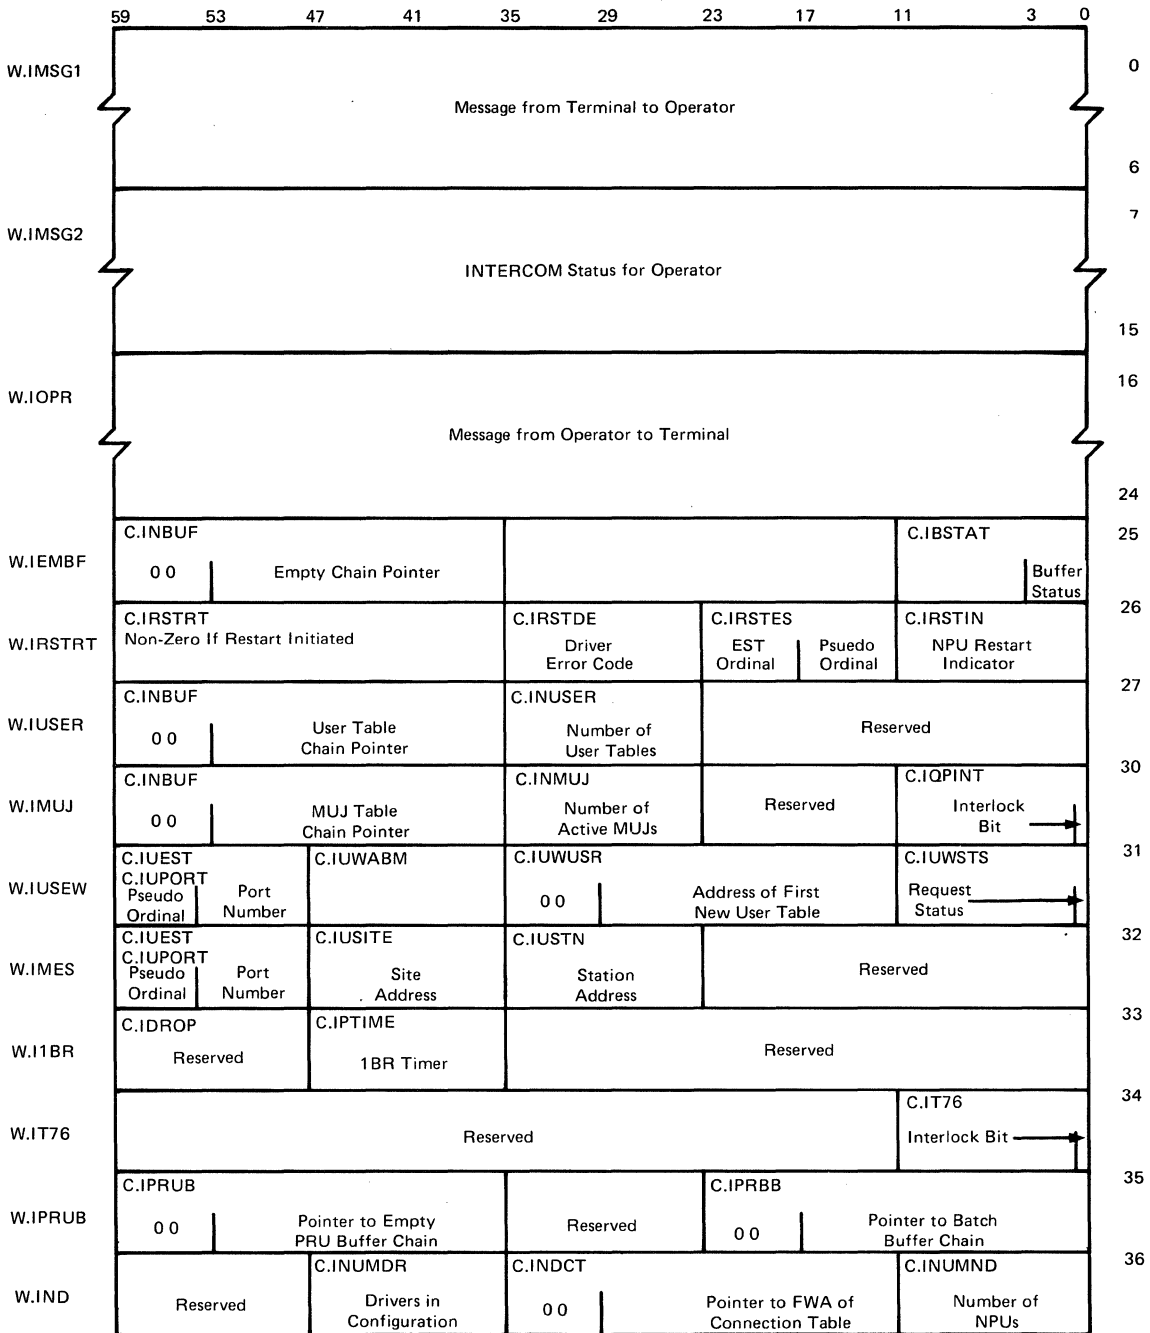 59 53 47 41 35 29 23 17 11 3 0
W.IMSG1 0
Message from Terminal to Operator
6
7
W.IMSG2
INTERCOM Status for Operator
15
16
W.IOPR
Message from Operator to Terminal
24
C.INBUF C.IBSTAT 25
W.IEMBF 0 0 Empty Chain Pointer Buffer
Status
26
C.IRSTRT C.IRSTDE C.IRSTES C.IRSTIN
W.IRSTRT Non-Zero If Restart Initiated Driver EST Psuedo NPU Restart
Error Code Ordinal Ordinal Indicator
27
C.INBUF C.INUSER
W.IUSER 0 0 User Table Number of Reserved
Chain Pointer User Tables
30
C.INBUF C.INMUJ C.IQPINT
W.IMUJ 0 0 MUJ Table Number of Reserved Interlock
Chain Pointer Active MUJs Bit
31
C.IUEST C.IUWABM C.IUWUSR C.IUWSTS
C.IUPORT
W.IUSEW Pseudo Port 0 0 Address of First Request
Ordinal Number New User Table Status
32
C.IUEST C.IUSITE C.IUSTN
C.IUPORT
W.IMES Pseudo Port Site Station Reserved
Ordinal Number Address Address
33
C.IDROP C.IPTIME
W.I1BR Reserved 1BR Timer Reserved
34
C.IT76
W.IT76 Reserved Interlock Bit
35
C.IPRUB C.IPRBB
W.IPRUB 0 0 Pointer to Empty Reserved 0 0 Pointer to Batch
PRU Buffer Chain Buffer Chain
36
C.INUMDR C.INDCT C.INUMND
W.IND Reserved Drivers in 0 0 Pointer to FWA of Number of
Configuration Connection Table NPUs